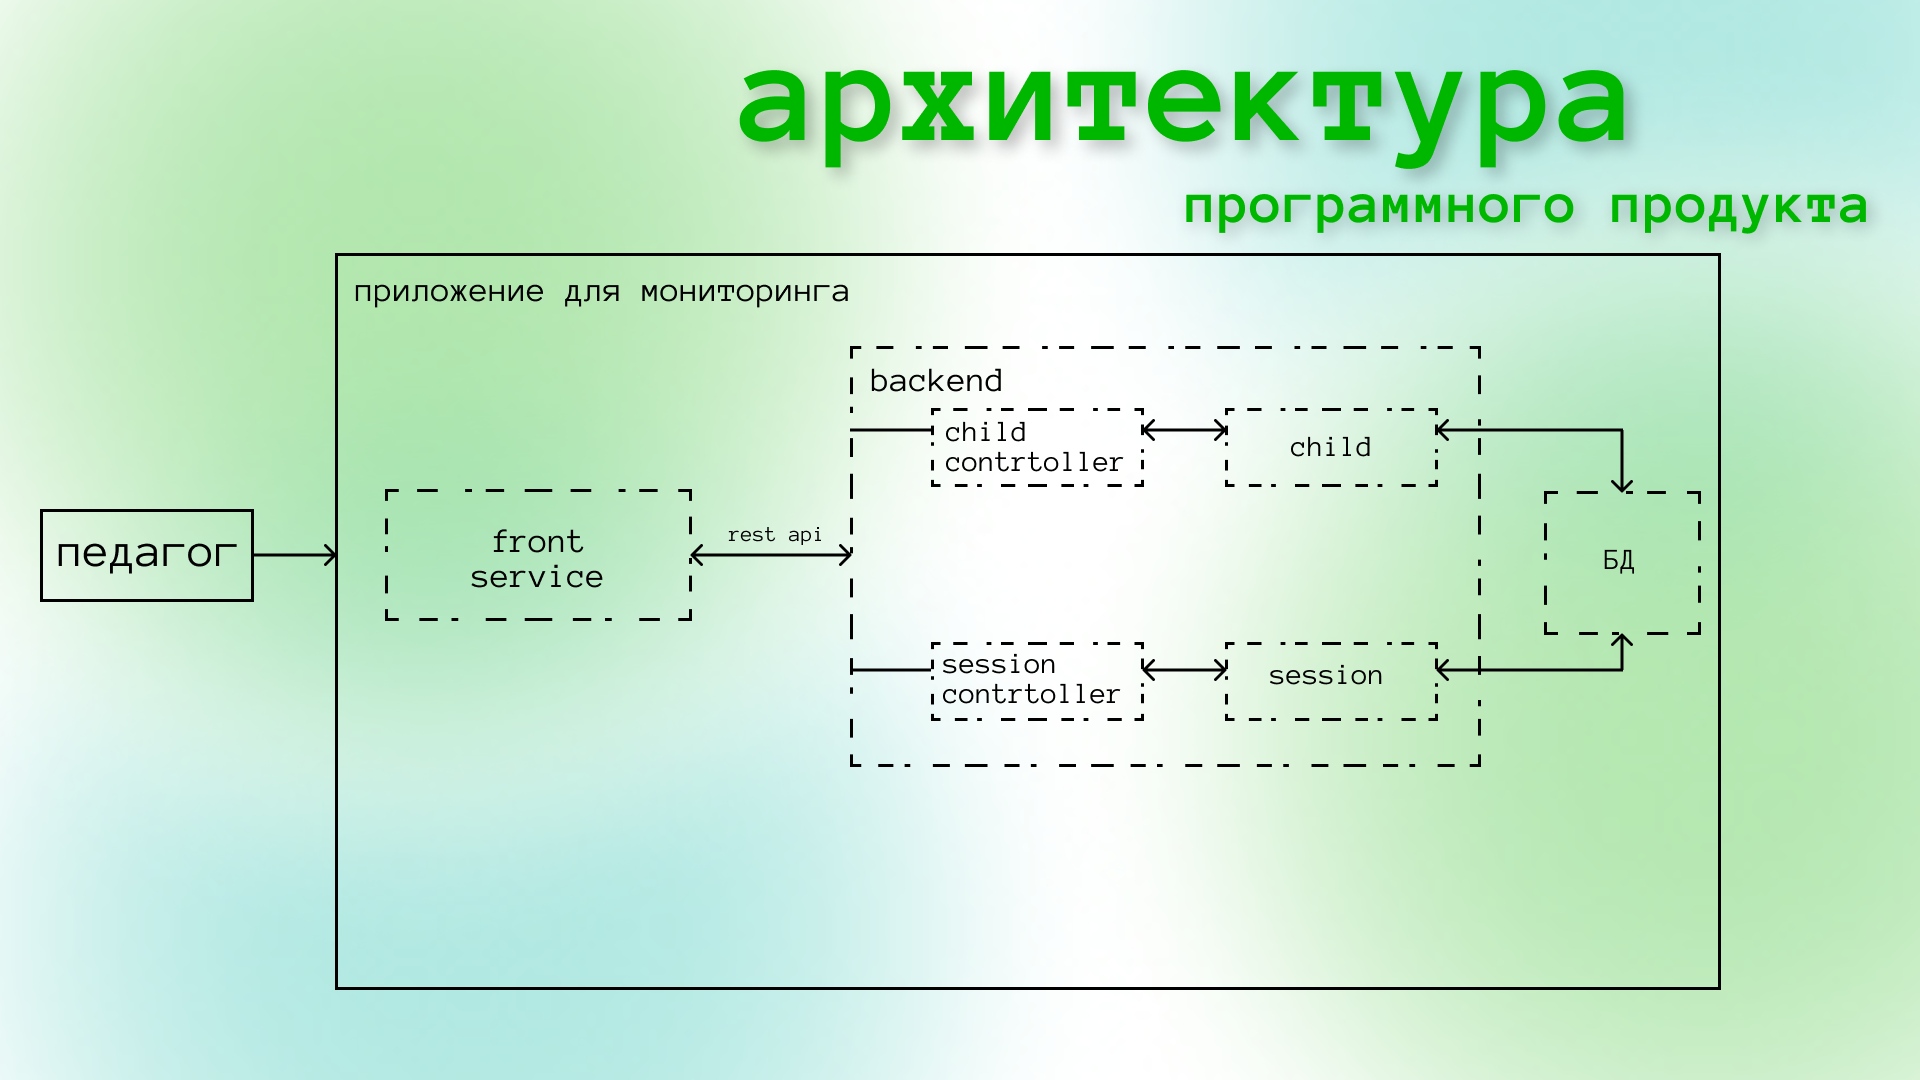 архитектура
программного продукта
приложение для мониторинга
backend
child
contrtoller
child
front
service
rest api
педагог
БД
session
contrtoller
session